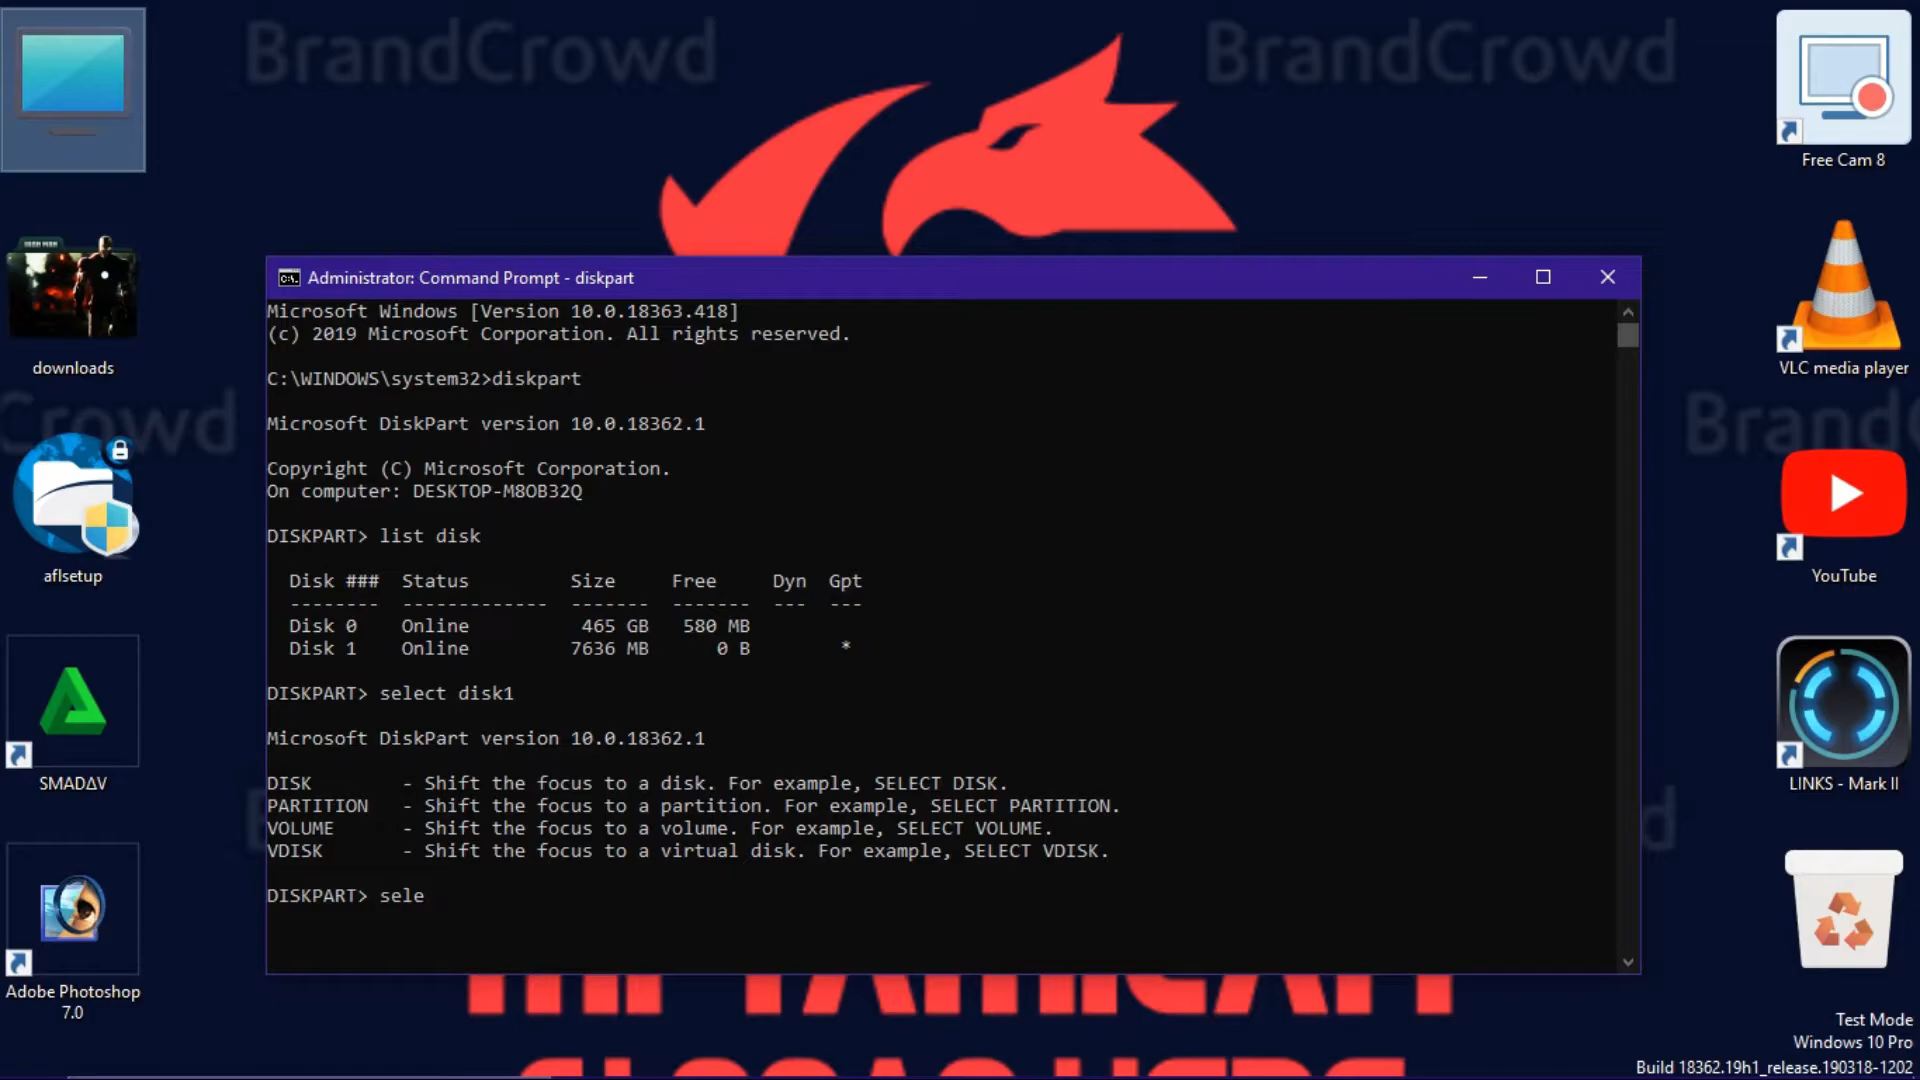 BrandCrowd
BrandCrowd
Free Cam 8
IRON MAN
downloads
VLC media player
Crowd
Brand
Administrator: Command Prompt - diskpart
Microsoft Windows [Version 10.0.18363.418]
(c) 2019 Microsoft Corporation. All rights reserved.
C:\WINDOWS\system32>diskpart
Microsoft DiskPart version 10.0.18362.1
Copyright (C) Microsoft Corporation.
On computer: DESKTOP-M8OB32Q
DISKPART> list disk
Disk ### Status Size Free Dyn Gpt
-------- ------------- ------- ------- --- ---
Disk 0 Online 465 GB 580 MB
Disk 1 Online 7636 MB 0 B *
DISKPART> select disk1
Microsoft DiskPart version 10.0.18362.1
DISK - Shift the focus to a disk. For example, SELECT DISK.
PARTITION - Shift the focus to a partition. For example, SELECT PARTITION.
VOLUME - Shift the focus to a volume. For example, SELECT VOLUME.
VDISK - Shift the focus to a virtual disk. For example, SELECT VDISK.
DISKPART> sele
aflsetup
YouTube
SMADΔV
LINKS - Mark II
Adobe Photoshop
7.0
Test Mode
Windows 10 Pro
Build 18362.19h1_release.190318-1202